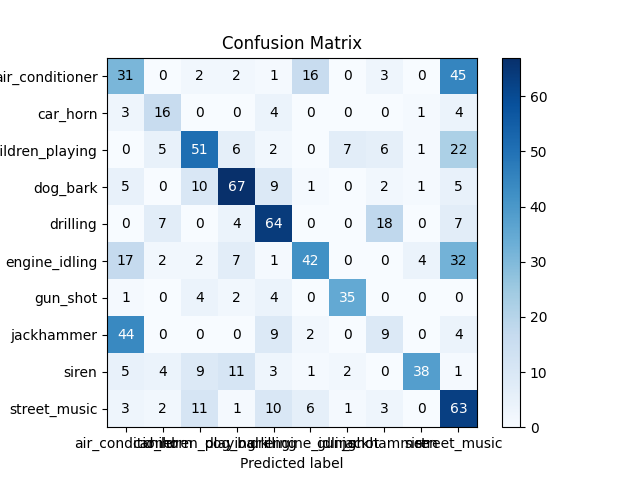 Confusion Matrix
air_conditioner 31 0 2 2 1 16 0 3 0 45
car_horn 3 16 0 0 4 0 0 0 1 4
ildren_playing 0 5 51 6 2 0 7 6 1 22
dog_bark 5 0 10 67 9 1 0 2 1 5
drilling 0 7 0 4 64 0 0 18 0 7
engine_idling 17 2 2 7 1 42 0 0 4 32
gun_shot 1 0 4 2 4 0 35 0 0 0
jackhammer 44 0 0 0 9 2 0 9 0 4
siren 5 4 9 11 3 1 2 0 38 1
street_music 3 2 11 1 10 6 1 3 0 63
60
50
40
30
20
10
0
Predicted label